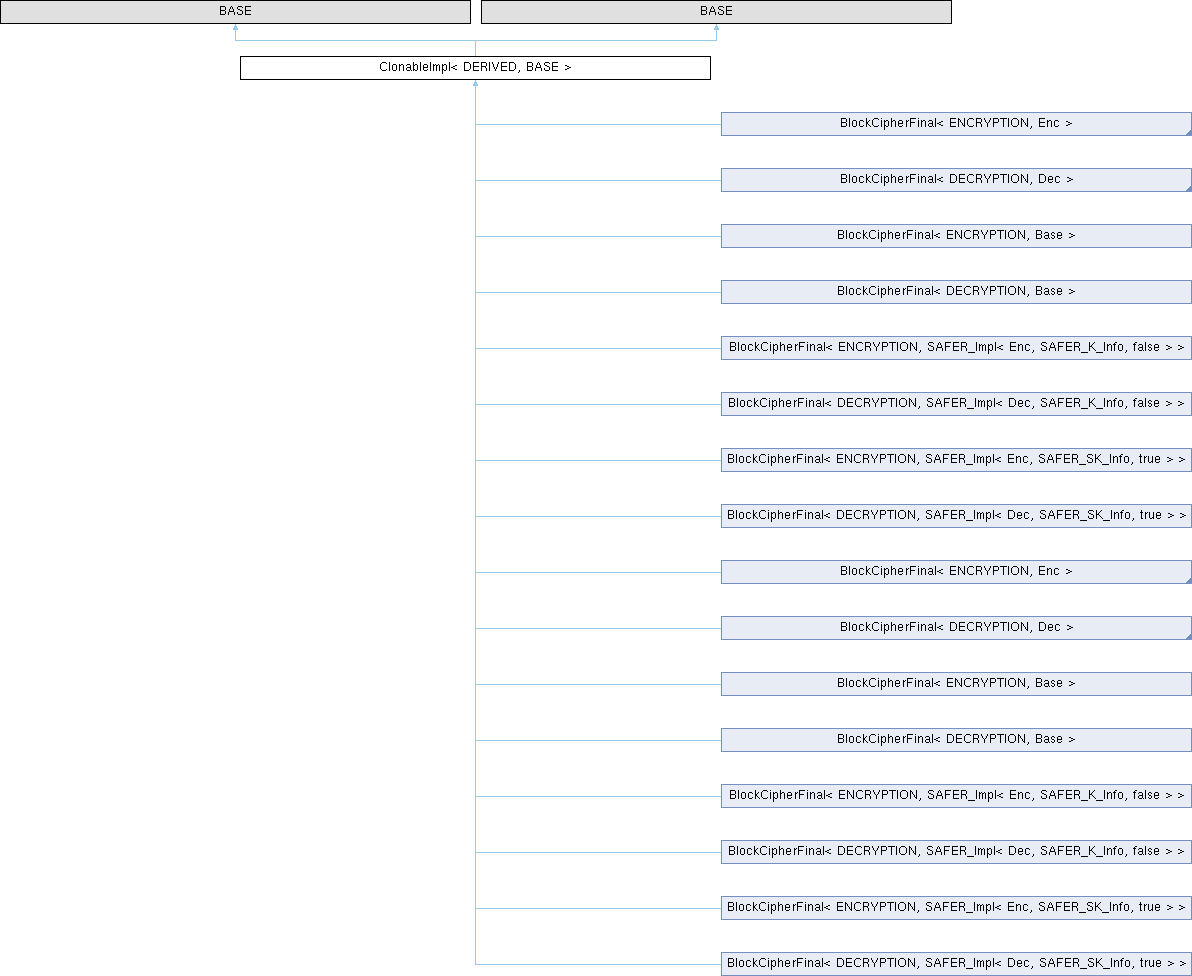 BASE
BASE
ClonableImpl< DERIVED, BASE >
BlockCipherFinal< ENCRYPTION, Enc >
BlockCipherFinal< DECRYPTION, Dec >
BlockCipherFinal< ENCRYPTION, Base >
BlockCipherFinal< DECRYPTION, Base >
BlockCipherFinal< ENCRYPTION, SAFER_Impl< Enc, SAFER_K_Info, false > >
BlockCipherFinal< DECRYPTION, SAFER_Impl< Dec, SAFER_K_Info, false > >
BlockCipherFinal< ENCRYPTION, SAFER_Impl< Enc, SAFER_SK_Info, true > >
BlockCipherFinal< DECRYPTION, SAFER_Impl< Dec, SAFER_SK_Info, true > >
BlockCipherFinal< ENCRYPTION, Enc >
BlockCipherFinal< DECRYPTION, Dec >
BlockCipherFinal< ENCRYPTION, Base >
BlockCipherFinal< DECRYPTION, Base >
BlockCipherFinal< ENCRYPTION, SAFER_Impl< Enc, SAFER_K_Info, false > >
BlockCipherFinal< DECRYPTION, SAFER_Impl< Dec, SAFER_K_Info, false > >
BlockCipherFinal< ENCRYPTION, SAFER_Impl< Enc, SAFER_SK_Info, true > >
BlockCipherFinal< DECRYPTION, SAFER_Impl< Dec, SAFER_SK_Info, true > >